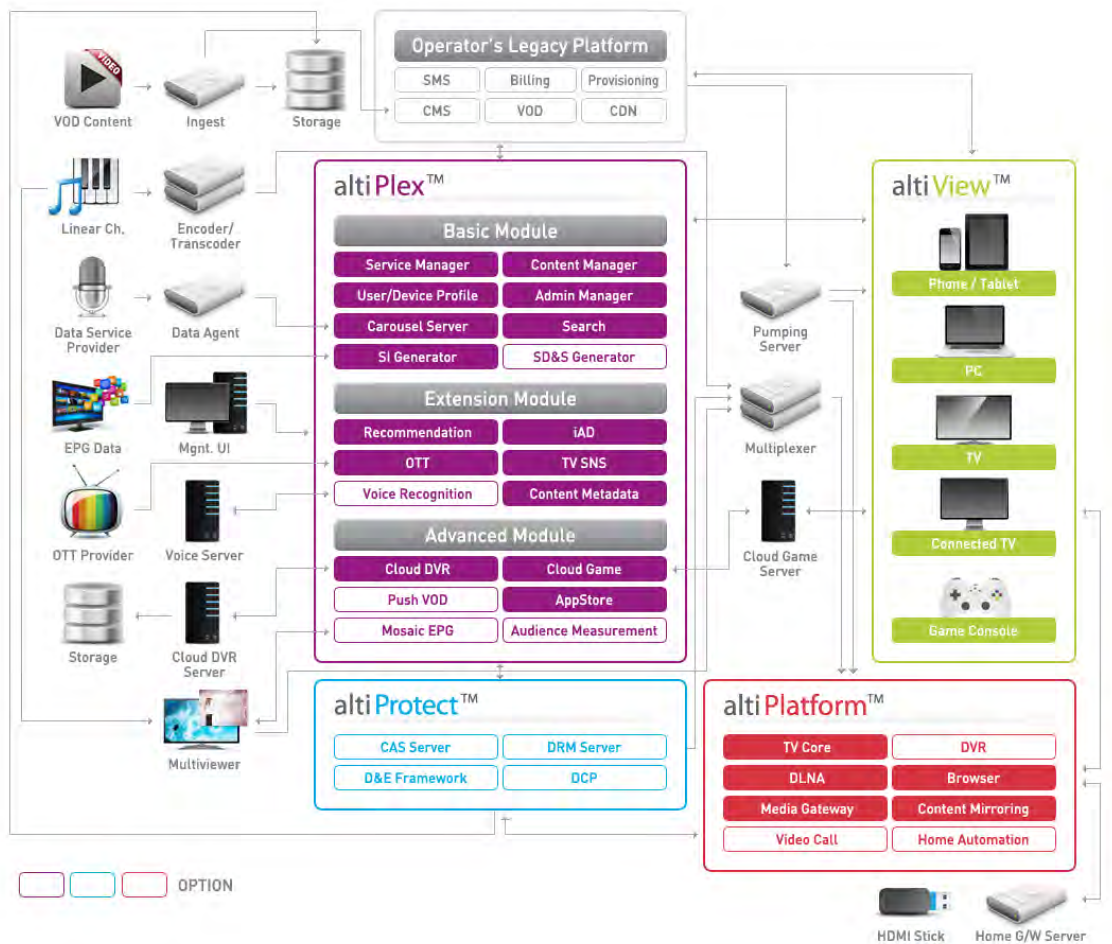 Operator's Legacy Platform
SMS
Billing
Provisioning
CMS
VOD
CDN
VIDEO
VOD Content
Ingest
Storage
Linear Ch.
Encoder/
Transcoder
Data Service
Provider
Data Agent
EPG Data
Mgnt. UI
OTT Provider
Voice Server
Storage
Cloud DVR
Server
Multiviewer
altiPlex™
Basic Module
Service Manager
Content Manager
User/Device Profile
Admin Manager
Carousel Server
Search
SI Generator
SD&S Generator
Extension Module
Recommendation
iAD
OTT
TV SNS
Voice Recognition
Content Metadata
Advanced Module
Cloud DVR
Cloud Game
Push VOD
AppStore
Mosaic EPG
Audience Measurement
altiProtect™
CAS Server
DRM Server
D&E Framework
DCP
Pumping
Server
Multiplexer
Cloud Game
Server
altiView™
Phone / Tablet
PC
TV
Connected TV
Game Console
altiPlatform™
TV Core
DVR
DLNA
Browser
Media Gateway
Content Mirroring
Video Call
Home Automation
OPTION
HDMI Stick
Home G/W Server